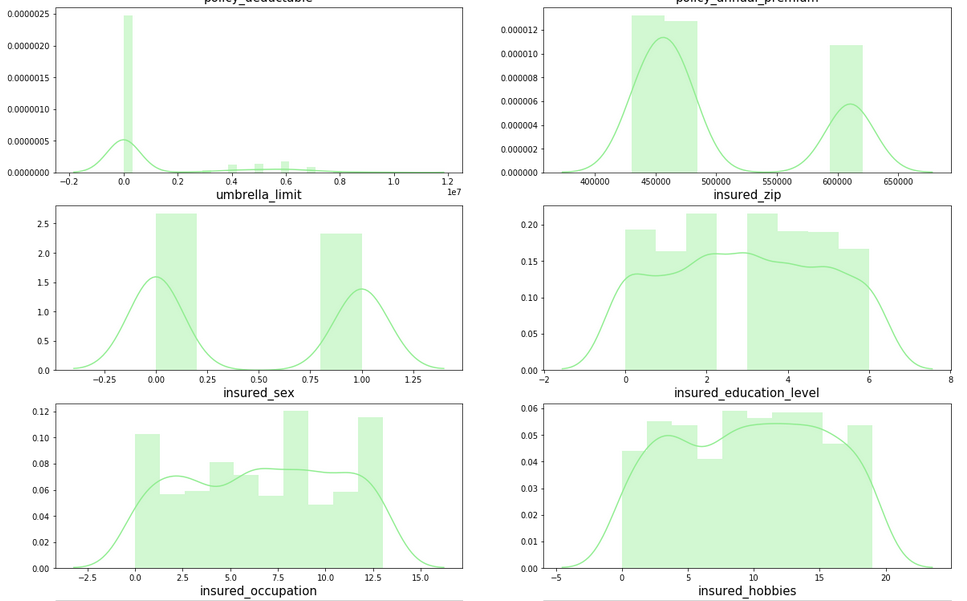 policy_deductable
policy_annual_premium
0.0000025
0.0000020
0.0000015
0.0000010
0.0000005
0.0000000
−0.2 0.0 0.2 0.4 0.6 0.8 1.0 1.2
1e7
umbrella_limit
0.000012
0.000010
0.000008
0.000006
0.000004
0.000002
0.000000
400000 450000 500000 550000 600000 650000
insured_zip
2.5
2.0
1.5
1.0
0.5
0.0
−0.25 0.00 0.25 0.50 0.75 1.00 1.25
insured_sex
0.20
0.15
0.10
0.05
0.00
−2 0 2 4 6 8
insured_education_level
0.12
0.10
0.08
0.06
0.04
0.02
0.00
−2.5 0.0 2.5 5.0 7.5 10.0 12.5 15.0
insured_occupation
0.06
0.05
0.04
0.03
0.02
0.01
0.00
−5 0 5 10 15 20
insured_hobbies